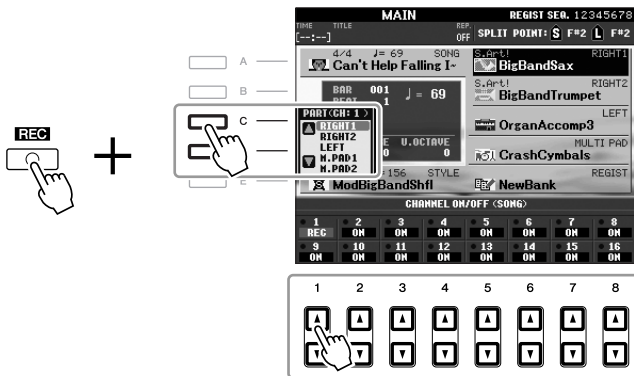 MAIN
REGIST SEQ. 12345678
TIME TITLE REP.
[--:--] OFF
SPLIT POINT: S F#2 L F#2
4/4 ♩= 69 SONG
Can't Help Falling I~
S.Art! RIGHT1
BigBandSax
BAR 001 ♩ = 69
BEAT 1
S.Art! RIGHT2
BigBandTrumpet
PART(CH: 1)
RIGHT1
RIGHT2
LEFT
M.PAD1
M.PAD2
U.OCTAVE
0 0
LEFT
OrganAccomp3
MULTI PAD
CrashCymbals
156 STYLE
ModBigBandShfl
REGIST
NewBank
A
B
C
E
REC
CHANNEL ON/OFF (SONG)
1 2 3 4 5 6 7 8
REC ON ON ON ON ON ON ON
9 10 11 12 13 14 15 16
ON ON ON ON ON ON ON ON
1 2 3 4 5 6 7 8